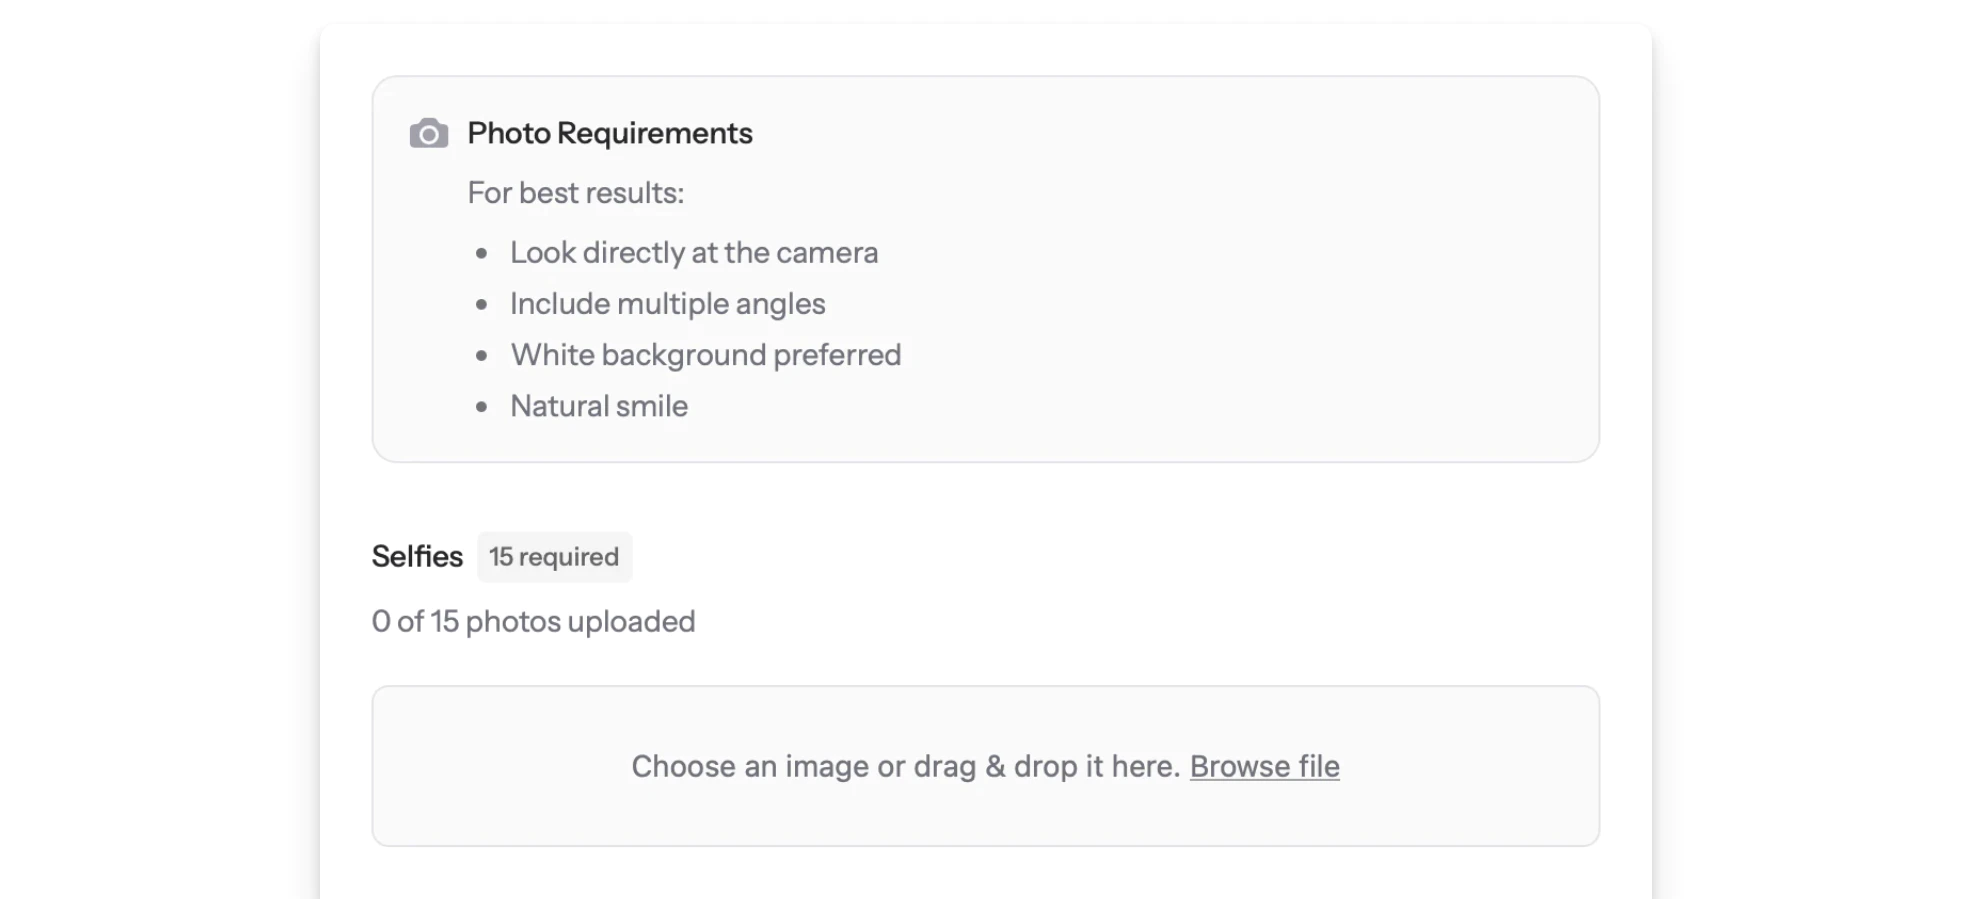 Photo Requirements
For best results:
• Look directly at the camera
• Include multiple angles
• White background preferred
• Natural smile
Selfies 15 required
0 of 15 photos uploaded
Choose an image or drag & drop it here. Browse file